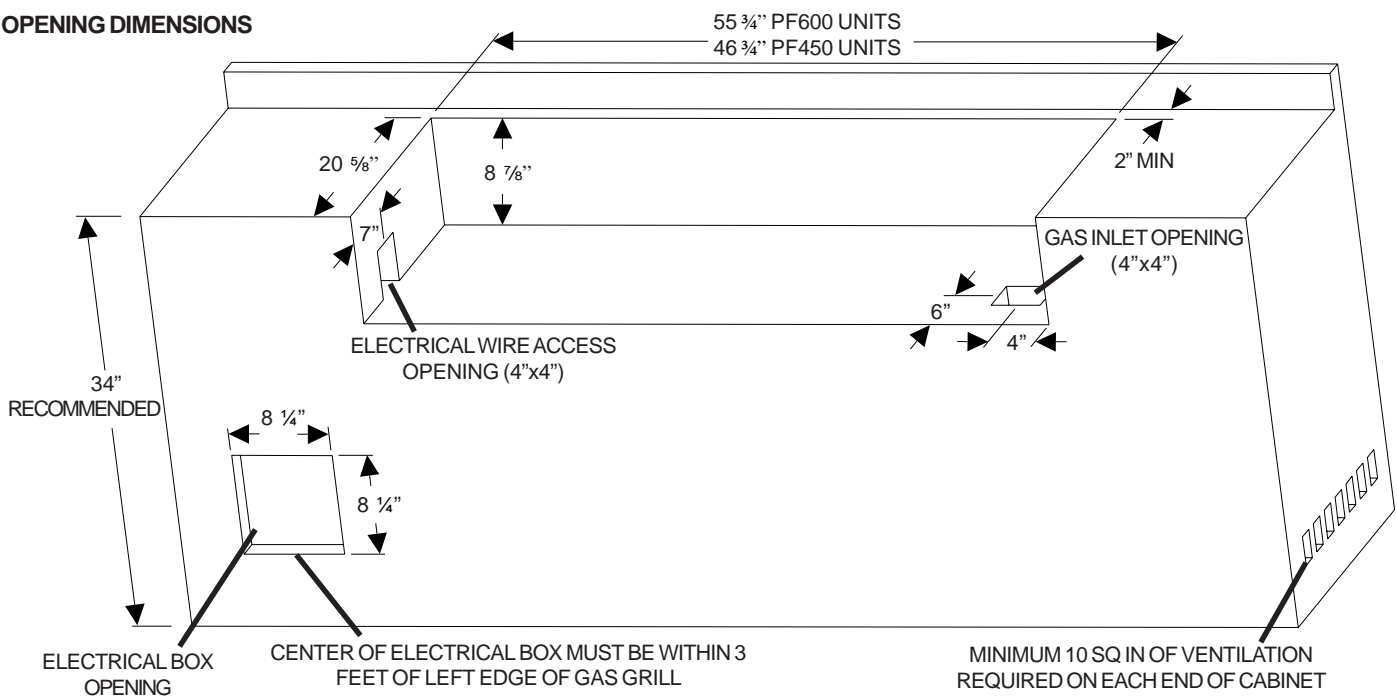 OPENING DIMENSIONS
55 ¾” PF600 UNITS
46 ¾” PF450 UNITS
20 ⅝’’
8 ⅞’’
2” MIN
7”
GAS INLET OPENING
(4”x4”)
6”
4”
ELECTRICAL WIRE ACCESS
OPENING (4”x4”)
34”
RECOMMENDED
8 ¼”
8 ¼”
ELECTRICAL BOX
OPENING
CENTER OF ELECTRICAL BOX MUST BE WITHIN 3
FEET OF LEFT EDGE OF GAS GRILL
MINIMUM 10 SQ IN OF VENTILATION
REQUIRED ON EACH END OF CABINET